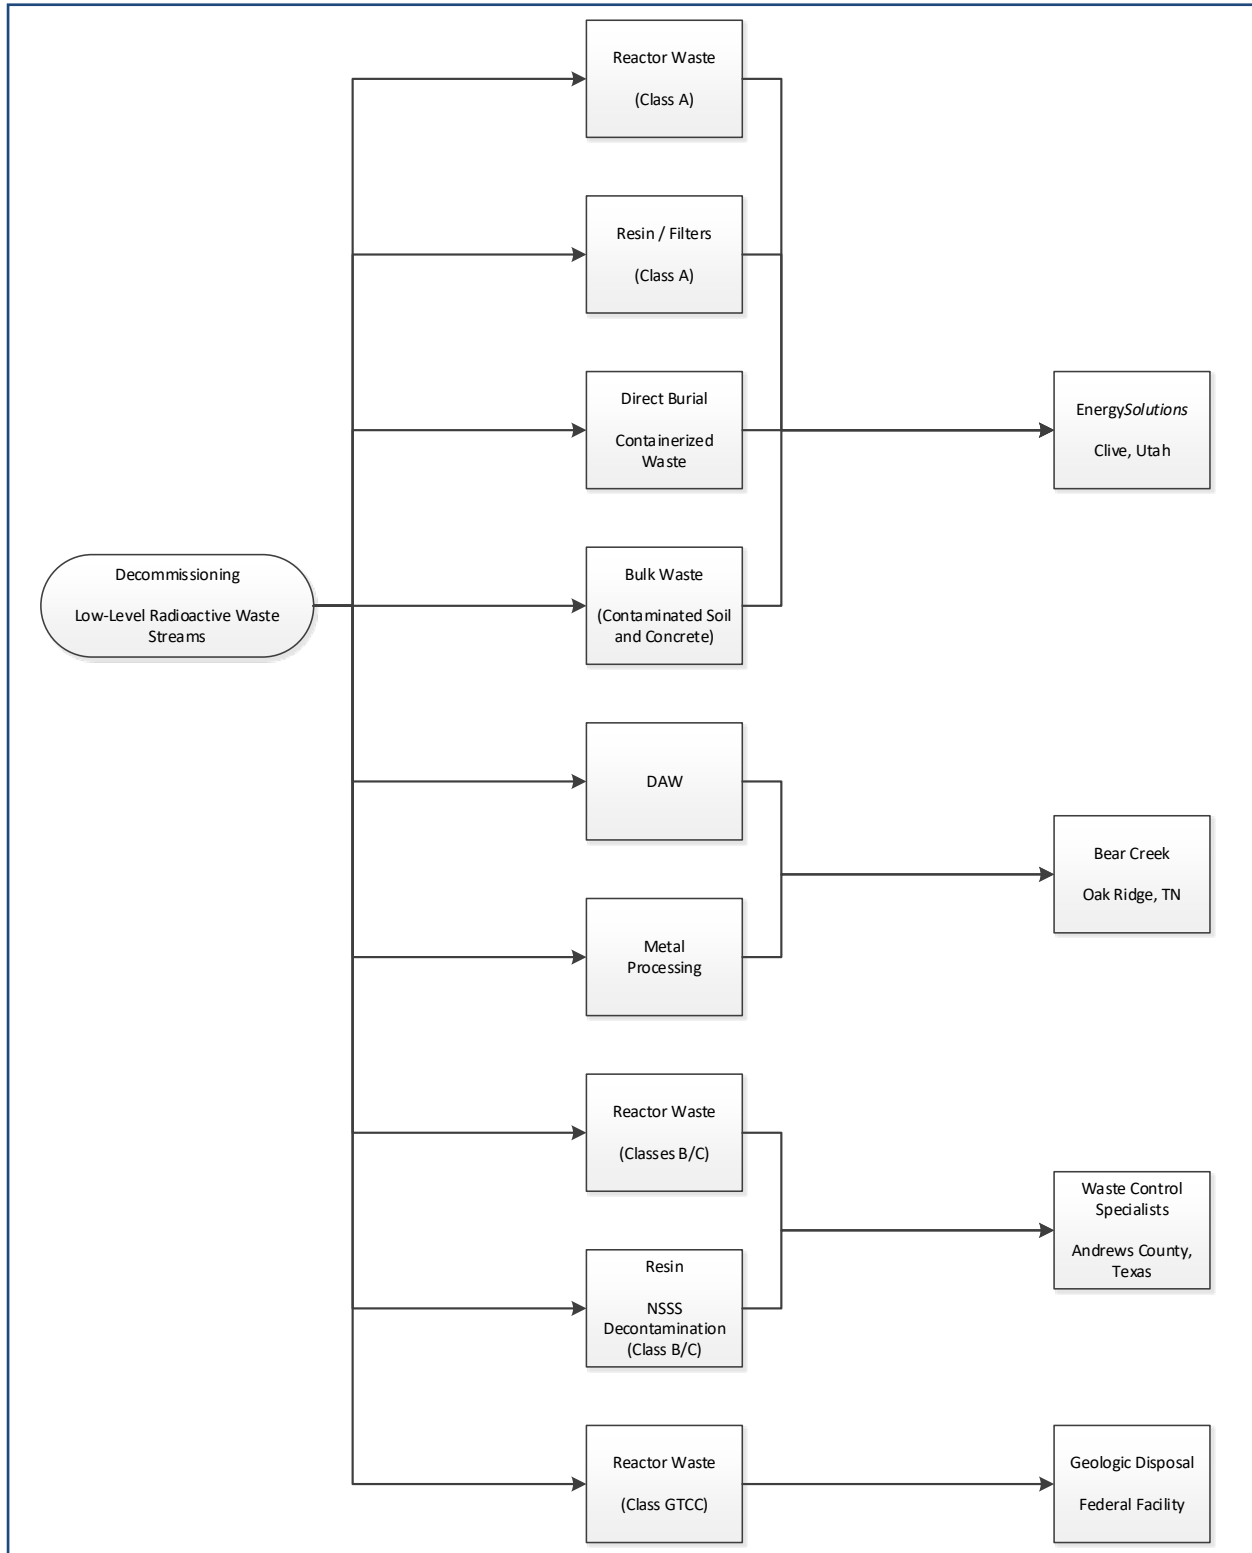 Reactor Waste
(Class A)
Resin / Filters
(Class A)
Direct Burial
Containerized
Waste
EnergySolutions
Clive, Utah
Decommissioning
Low-Level Radioactive Waste
Streams
Bulk Waste
(Contaminated Soil
and Concrete)
DAW
Bear Creek
Oak Ridge, TN
Metal
Processing
Reactor Waste
(Classes B/C)
Waste Control
Specialists
Andrews County,
Texas
Resin
NSSS
Decontamination
(Class B/C)
Reactor Waste
(Class GTCC)
Geologic Disposal
Federal Facility